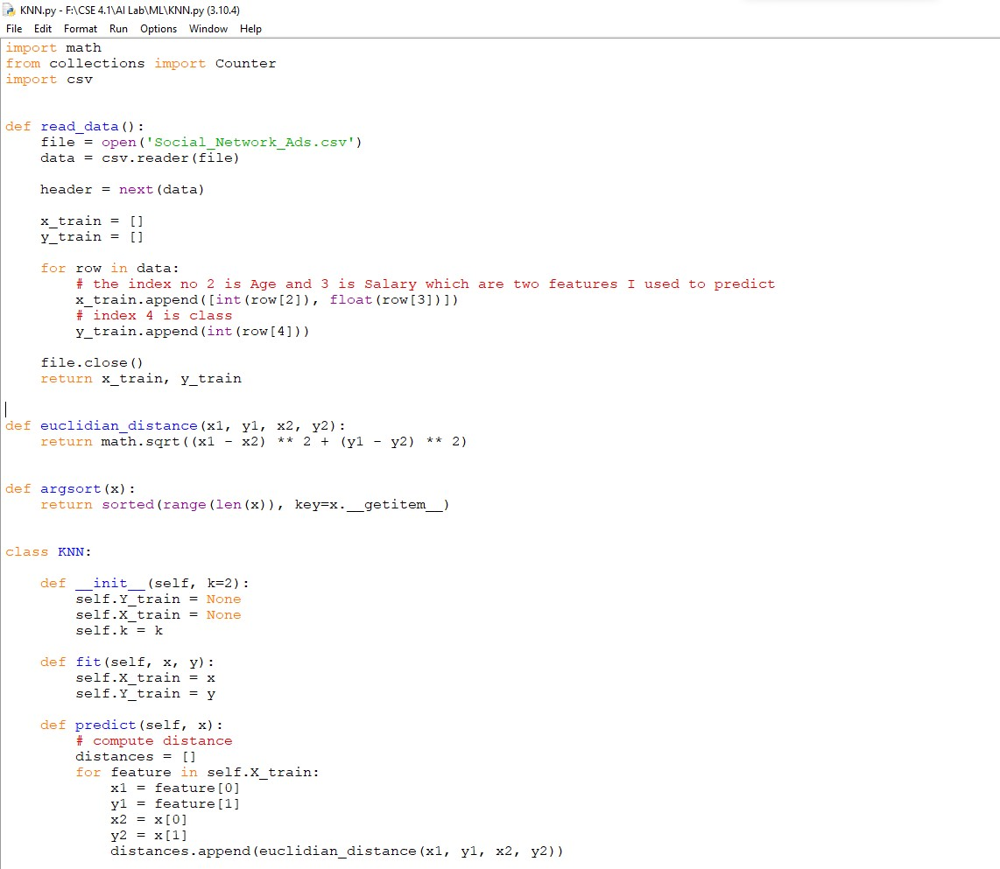 KNN.py - F:\CSE 4.1\AI Lab\ML\KNN.py (3.10.4)
File Edit Format Run Options Window Help
import math
from collections import Counter
import csv
def read_data():
    file = open('Social_Network_Ads.csv')
    data = csv.reader(file)
    header = next(data)
    x_train = []
    y_train = []
    for row in data:
        # the index no 2 is Age and 3 is Salary which are two features I used to predict
        x_train.append([int(row[2]), float(row[3])])
        # index 4 is class
        y_train.append(int(row[4]))
    file.close()
    return x_train, y_train
def euclidian_distance(x1, y1, x2, y2):
    return math.sqrt((x1 - x2) ** 2 + (y1 - y2) ** 2)
def argsort(x):
    return sorted(range(len(x)), key=x.__getitem__)
class KNN:
    def __init__(self, k=2):
        self.Y_train = None
        self.X_train = None
        self.k = k
    def fit(self, x, y):
        self.X_train = x
        self.Y_train = y
    def predict(self, x):
        # compute distance
        distances = []
        for feature in self.X_train:
            x1 = feature[0]
            y1 = feature[1]
            x2 = x[0]
            y2 = x[1]
            distances.append(euclidian_distance(x1, y1, x2, y2))